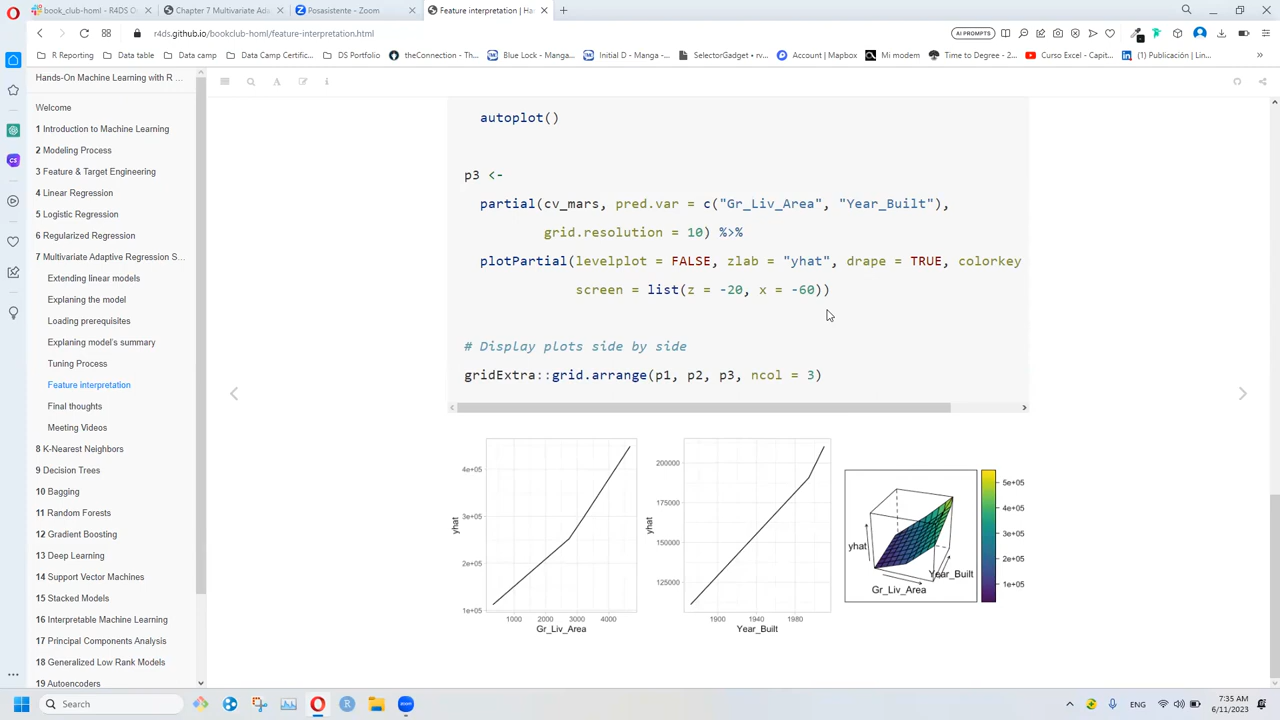 book_club-homl - R4DS O...
Chapter 7 Multivariate Ada...
Posasistente - Zoom
Feature interpretation | Ha...
r4ds.github.io/bookclub-homl/feature-interpretation.html
AI PROMPTS
R Reporting
Data table
Data camp
Data Camp Certific...
DS Portfolio
theConnection - Th...
Blue Lock - Manga...
Initial D - Manga -...
SelectorGadget • rv...
Account | Mapbox
Mi modem
Time to Degree - 2...
Curso Excel - Capit...
(1) Publicación | Lin...
Hands-On Machine Learning with R ...
Welcome
1 Introduction to Machine Learning
2 Modeling Process
3 Feature & Target Engineering
4 Linear Regression
5 Logistic Regression
6 Regularized Regression
7 Multivariate Adaptive Regression S...
Extending linear models
Explaning the model
Loading prerequisites
Explaning model's summary
Tuning Process
Feature interpretation
Final thoughts
Meeting Videos
8 K-Nearest Neighbors
9 Decision Trees
10 Bagging
11 Random Forests
12 Gradient Boosting
13 Deep Learning
14 Support Vector Machines
15 Stacked Models
16 Interpretable Machine Learning
17 Principal Components Analysis
18 Generalized Low Rank Models
19 Autoencoders
autoplot()
p3 <-
partial(cv_mars, pred.var = c("Gr_Liv_Area", "Year_Built"),
grid.resolution = 10) %>%
plotPartial(levelplot = FALSE, zlab = "yhat", drape = TRUE, colorkey
screen = list(z = -20, x = -60))
# Display plots side by side
gridExtra::grid.arrange(p1, p2, p3, ncol = 3)
yhat
4e+05
3e+05
2e+05
1e+05
1000 2000 3000 4000
Gr_Liv_Area
yhat
200000
175000
150000
125000
1900 1940 1980
Year_Built
yhat
Gr_Liv_Area
Year_Built
5e+05
4e+05
3e+05
2e+05
1e+05
Search
7:35 AM
6/11/2023